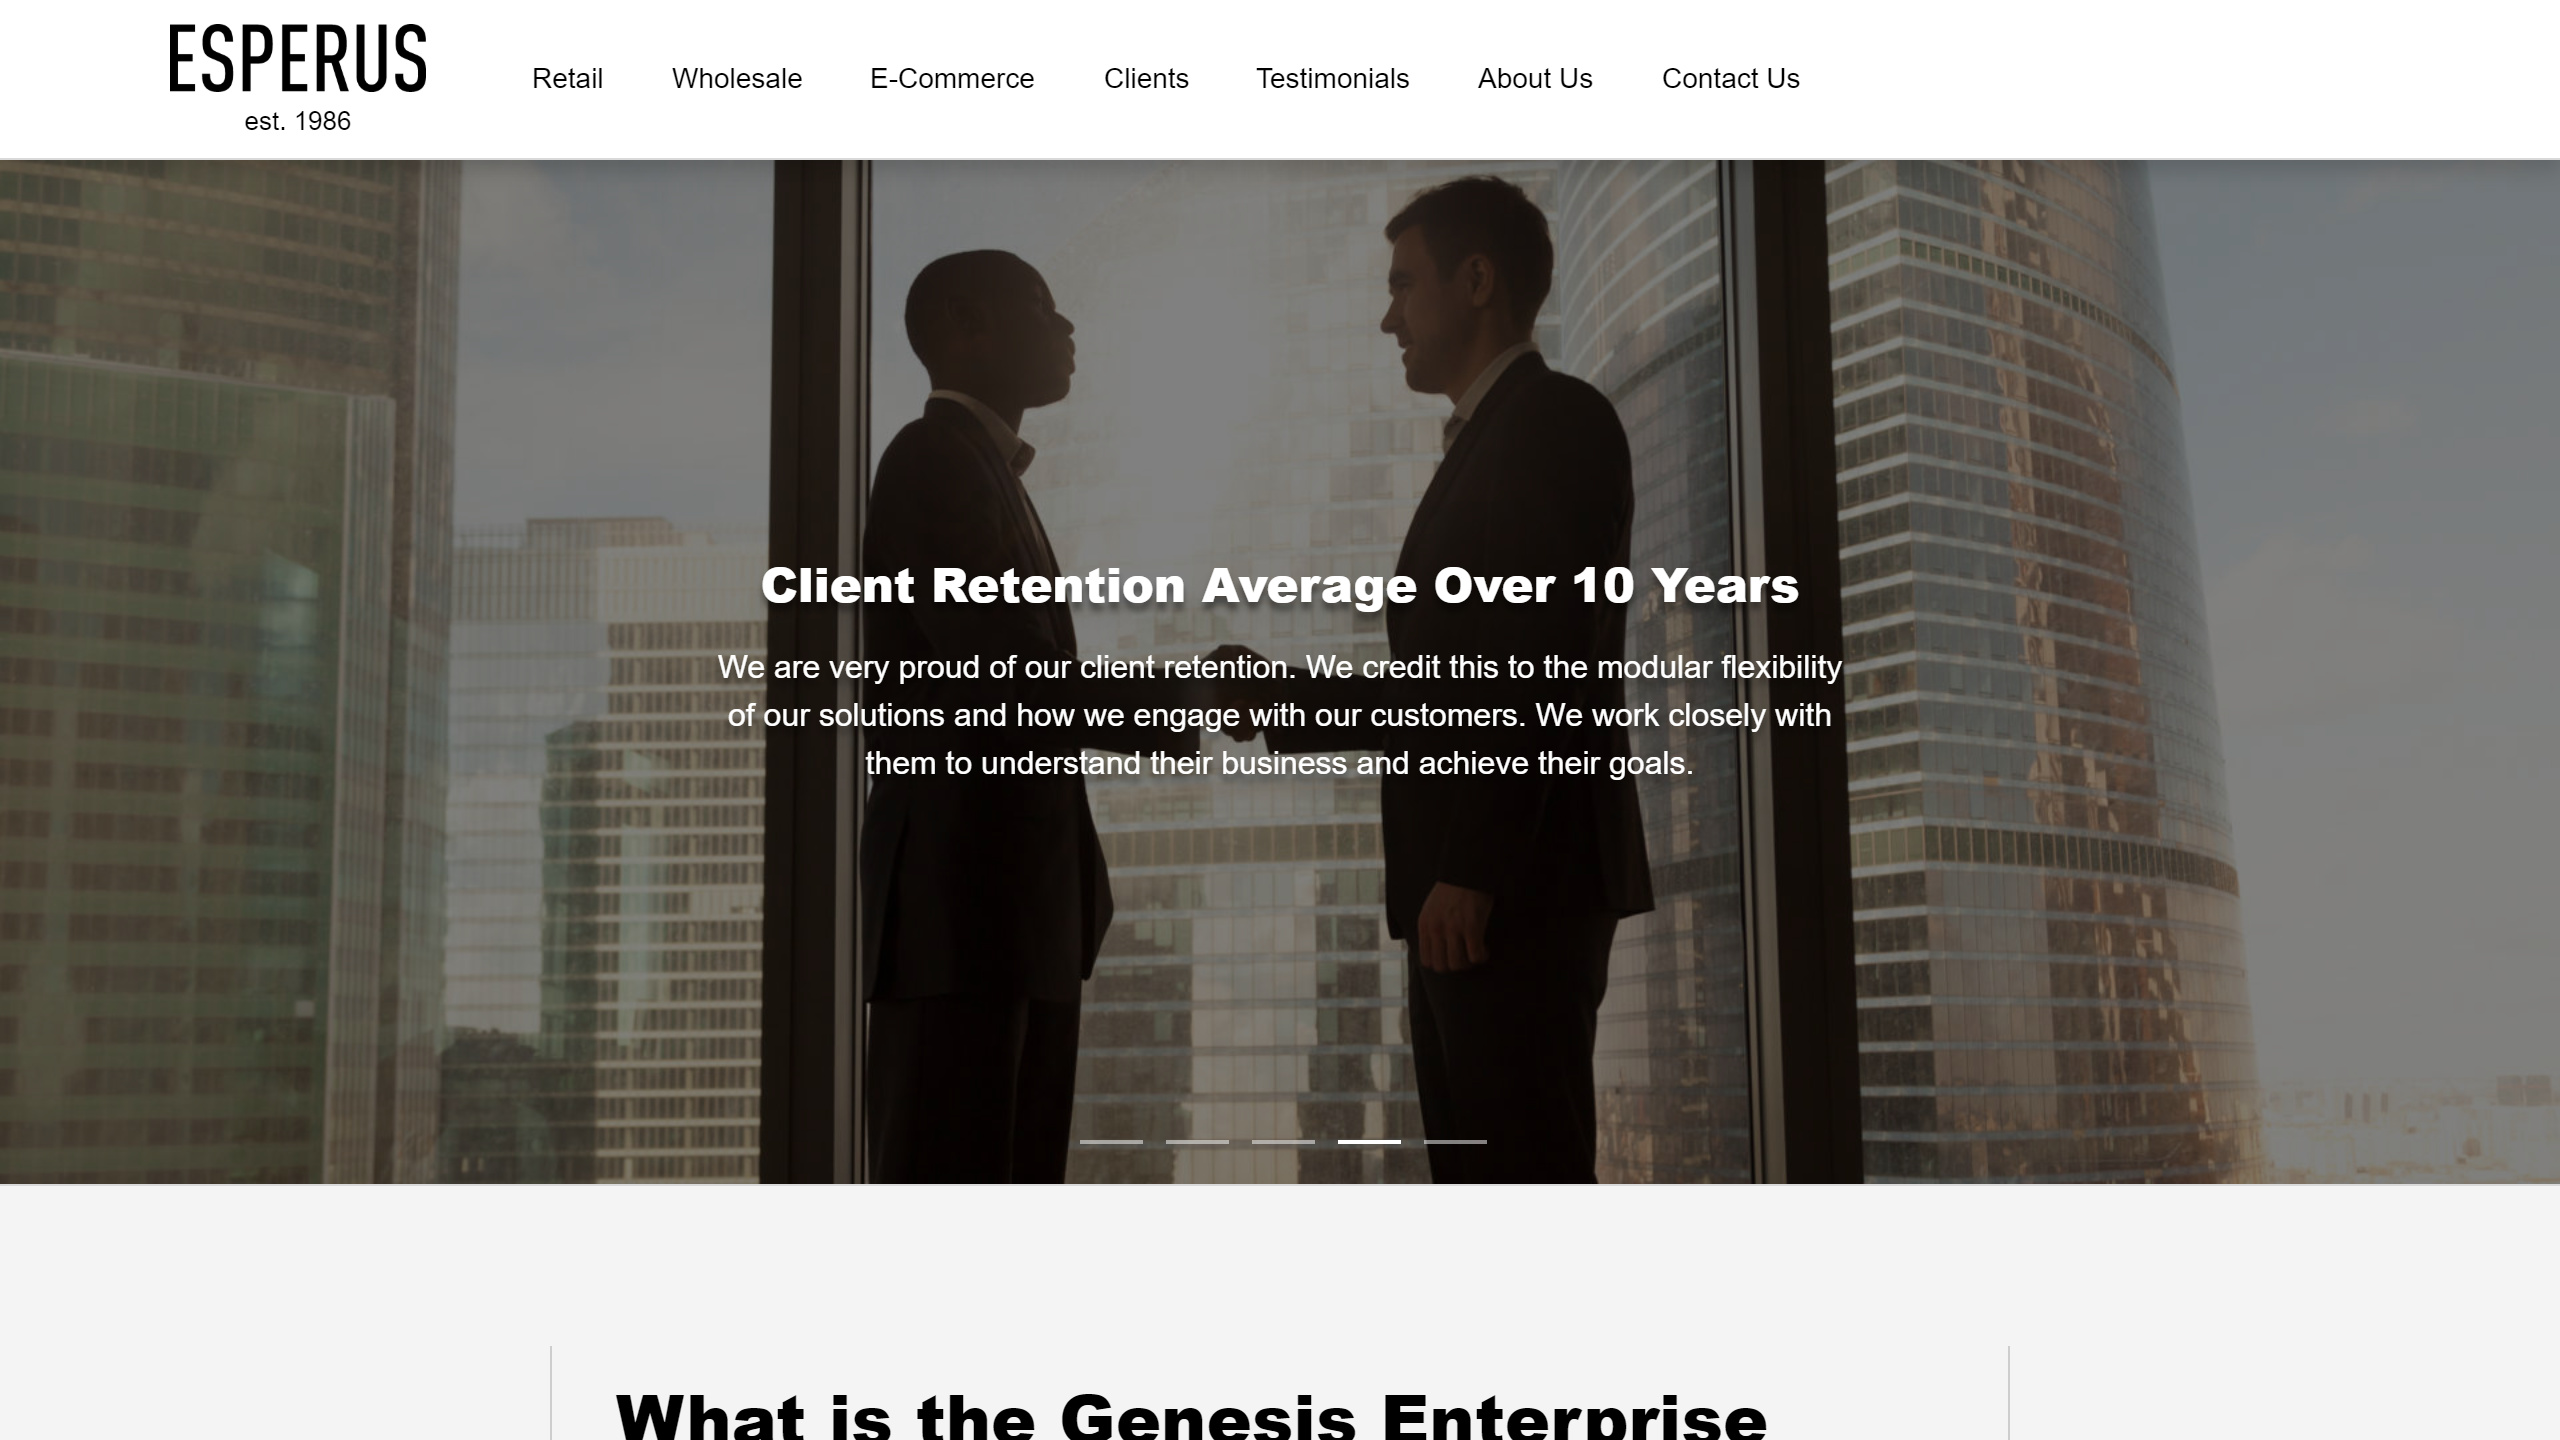 ESPERUS
est. 1986
Retail
Wholesale
E-Commerce
Clients
Testimonials
About Us
Contact Us
Client Retention Average Over 10 Years
We are very proud of our client retention. We credit this to the modular flexibility
of our solutions and how we engage with our customers. We work closely with
them to understand their business and achieve their goals.
What is the Genesis Enterprise